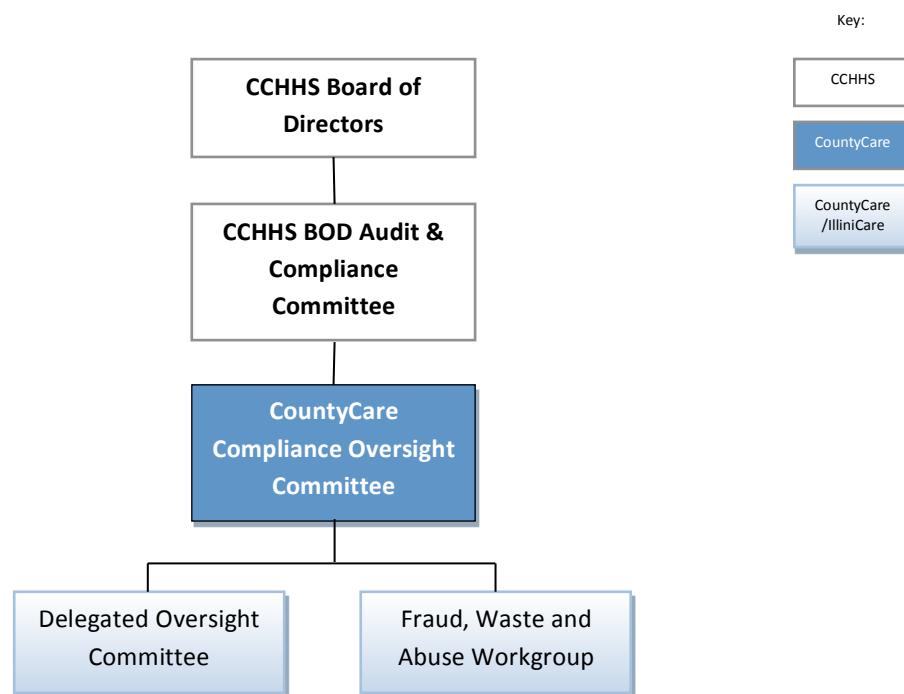 Key:
CCHHS Board of
Directors
CCHHS
CountyCare
CountyCare
/IlliniCare
CCHHS BOD Audit &
Compliance
Committee
CountyCare
Compliance Oversight
Committee
Delegated Oversight
Committee
Fraud, Waste and
Abuse Workgroup